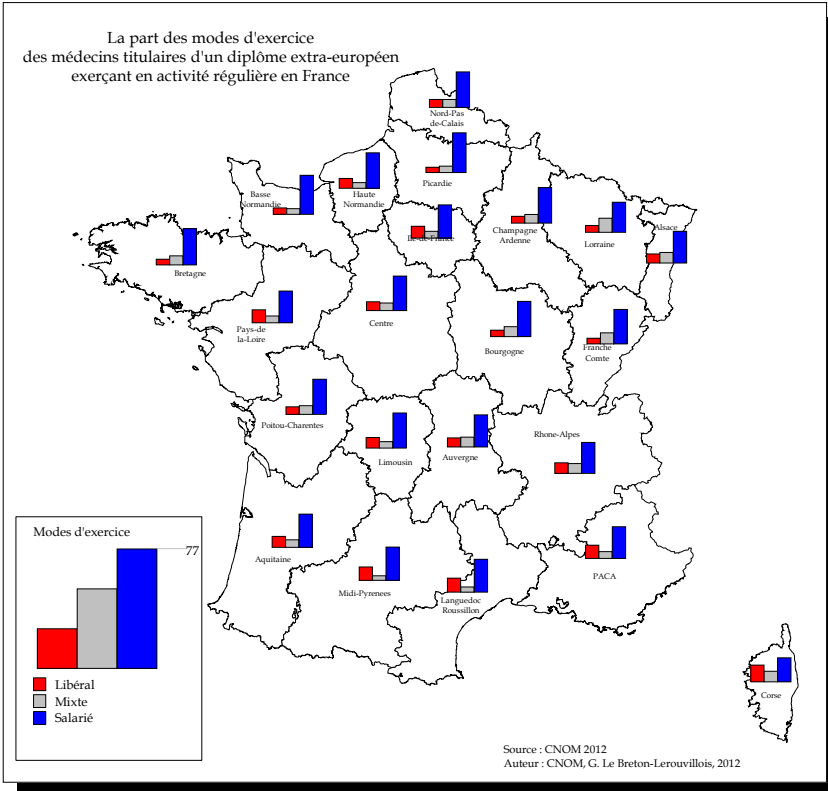 La part des modes d'exercice
des médecins titulaires d'un diplôme extra-européen
exerçant en activité régulière en France
Nord-Pas
de-Calais
Picardie
Basse
Normandie
Haute
Normandie
Ile-de-France
Champagne
Ardenne
Lorraine
Alsace
Bretagne
Pays-de
la-Loire
Centre
Bourgogne
Franche
Comte
Poitou-Charentes
Limousin
Auvergne
Rhone-Alpes
Aquitaine
Midi-Pyrenees
Languedoc
Roussillon
PACA
Corse
Modes d'exercice
77
Libéral
Mixte
Salarié
Source : CNOM 2012
Auteur : CNOM, G. Le Breton-Lerouvillois, 2012